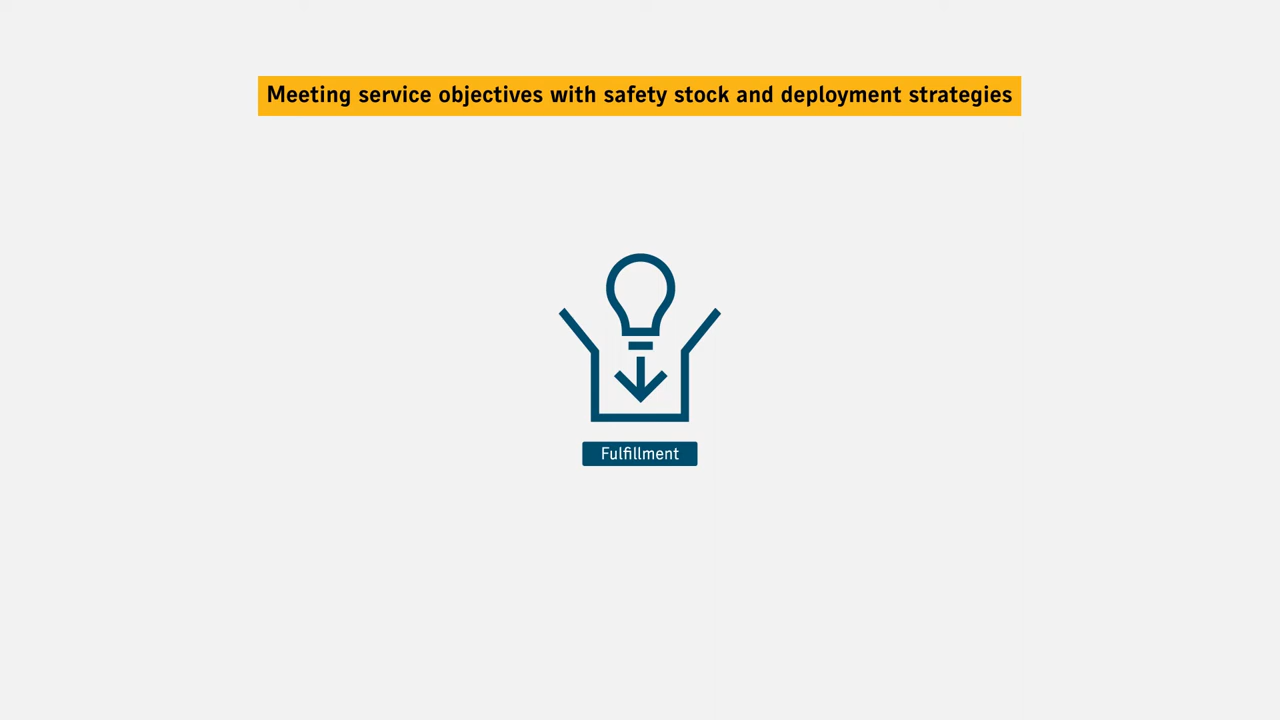 Meeting service objectives with safety stock and deployment strategies
Fulfillment